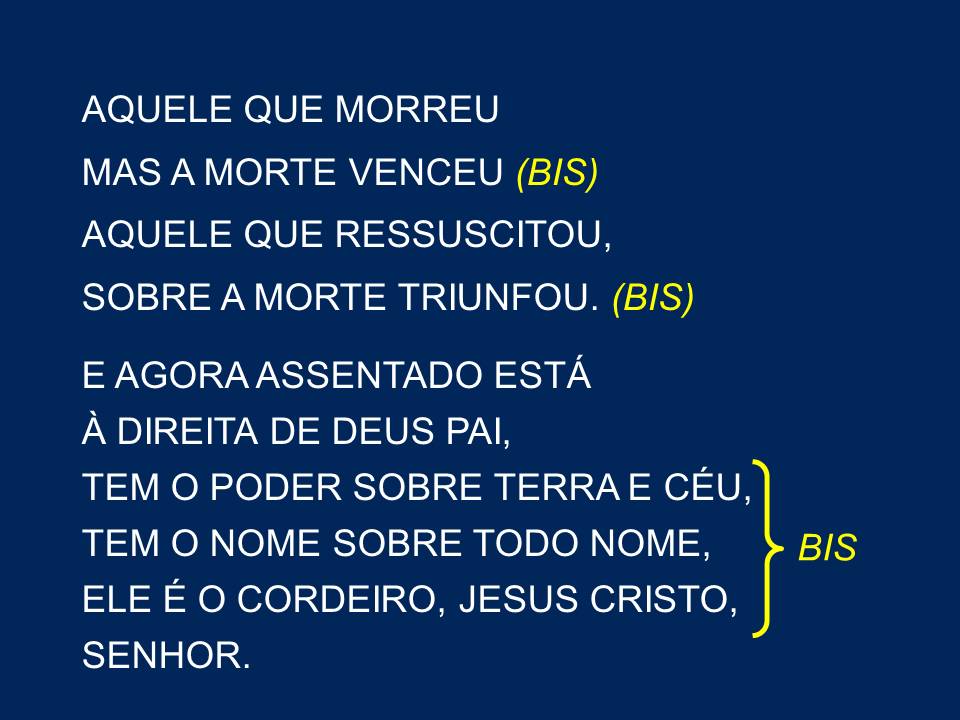 AQUELE QUE MORREU
MAS A MORTE VENCEU (BIS)
AQUELE QUE RESSUSCITOU,
SOBRE A MORTE TRIUNFOU. (BIS)
E AGORA ASSENTADO ESTÁ
À DIREITA DE DEUS PAI,
TEM O PODER SOBRE TERRA E CÉU,
TEM O NOME SOBRE TODO NOME,
BIS
ELE É O CORDEIRO, JESUS CRISTO,
SENHOR.